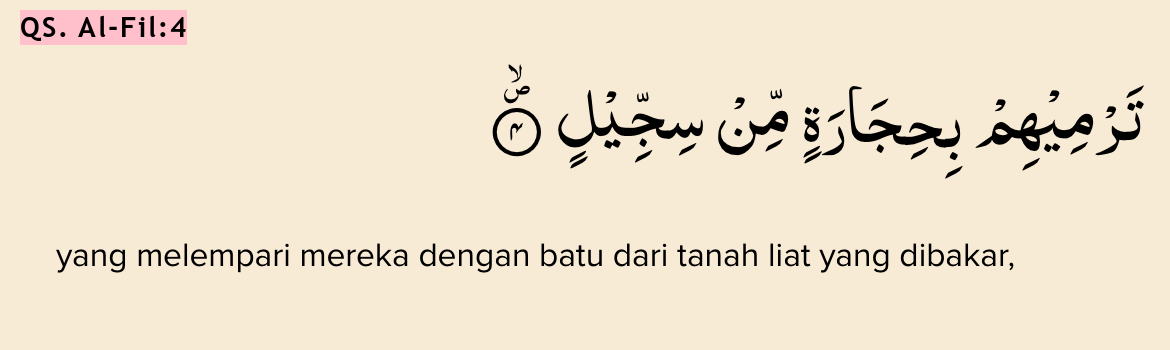 QS. Al-Fil:4
تَرْمِيْهِمْ بِحِجَارَةٍ مِّنْ سِجِّيْلٍۙ ۖ ٤
yang melempari mereka dengan batu dari tanah liat yang dibakar,